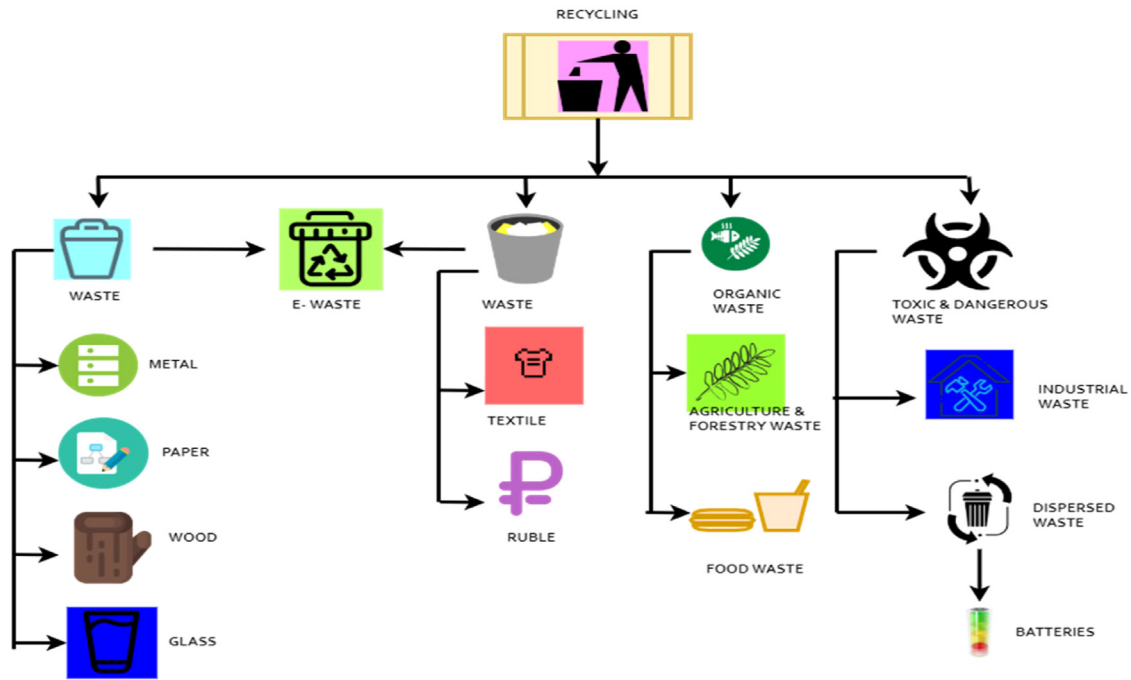 RECYCLING
WASTE
E- WASTE
WASTE
ORGANIC
WASTE
TOXIC & DANGEROUS
WASTE
METAL
PAPER
WOOD
GLASS
TEXTILE
RUBLE
AGRICULTURE &
FORESTRY WASTE
FOOD WASTE
INDUSTRIAL
WASTE
DISPERSED
WASTE
BATTERIES